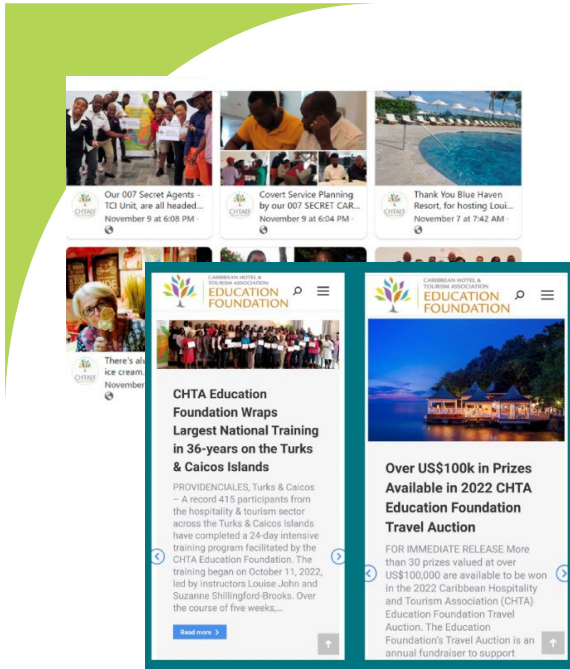 Our 007 Secret Agents -
TCI Unit, are all headed...
November 9 at 6:08 PM ·
CHTAEF
Covert Service Planning
by our 007 SECRET CAR...
November 9 at 6:04 PM ·
CHTAEF
Thank You Blue Haven
Resort, for hosting Loui...
November 7 at 7:42 AM ·
CHTAEF
There's al
ice cream.
November
CHTAEF
CARIBBEAN HOTEL &
TOURISM ASSOCIATION
EDUCATION
FOUNDATION
CHTA Education
Foundation Wraps
Largest National Training
in 36-years on the Turks
& Caicos Islands
PROVIDENCIALES, Turks & Caicos
– A record 415 participants from
the hospitality & tourism sector
across the Turks & Caicos Islands
have completed a 24-day intensive
training program facilitated by the
CHTA Education Foundation. The
training began on October 11, 2022,
led by instructors Louise John and
Suzanne Shillingford-Brooks. Over
the course of five weeks,...
Read more
CARIBBEAN HOTEL &
TOURISM ASSOCIATION
EDUCATION
FOUNDATION
Over US$100k in Prizes
Available in 2022 CHTA
Education Foundation
Travel Auction
FOR IMMEDIATE RELEASE More
than 30 prizes valued at over
US$100,000 are available to be won
in the 2022 Caribbean Hospitality
and Tourism Association (CHTA)
Education Foundation Travel
Auction. The Education
Foundation's Travel Auction is an
annual fundraiser to support